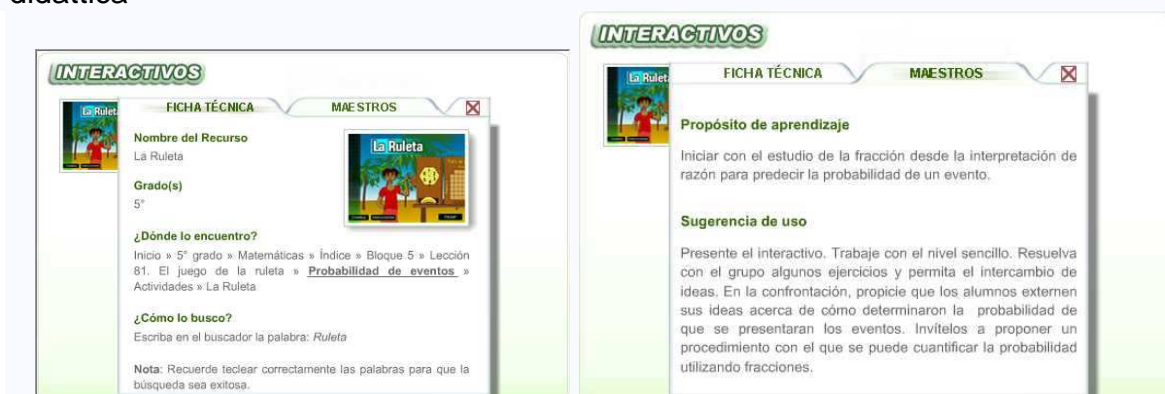 didáctica
INTERACTIVOS
La Rulet
FICHA TÉCNICA
MAESTROS
Nombre del Recurso
La Ruleta
Grado(s)
5°
¿Dónde lo encuentro?
Inicio » 5° grado » Matemáticas » Índice » Bloque 5 » Lección
81. El juego de la ruleta » Probabilidad de eventos »
Actividades » La Ruleta
¿Cómo lo busco?
Escriba en el buscador la palabra: Ruleta
Nota: Recuerde teclear correctamente las palabras para que la
búsqueda sea exitosa.
La Ruleta
INTERACTIVOS
La Rulet
FICHA TÉCNICA
MAESTROS
Propósito de aprendizaje
Iniciar con el estudio de la fracción desde la interpretación de
razón para predecir la probabilidad de un evento.
Sugerencia de uso
Presente el interactivo. Trabaje con el nivel sencillo. Resuelva
con el grupo algunos ejercicios y permita el intercambio de
ideas. En la confrontación, propicie que los alumnos externen
sus ideas acerca de cómo determinaron la probabilidad de
que se presentaran los eventos. Invítelos a proponer un
procedimiento con el que se puede cuantificar la probabilidad
utilizando fracciones.